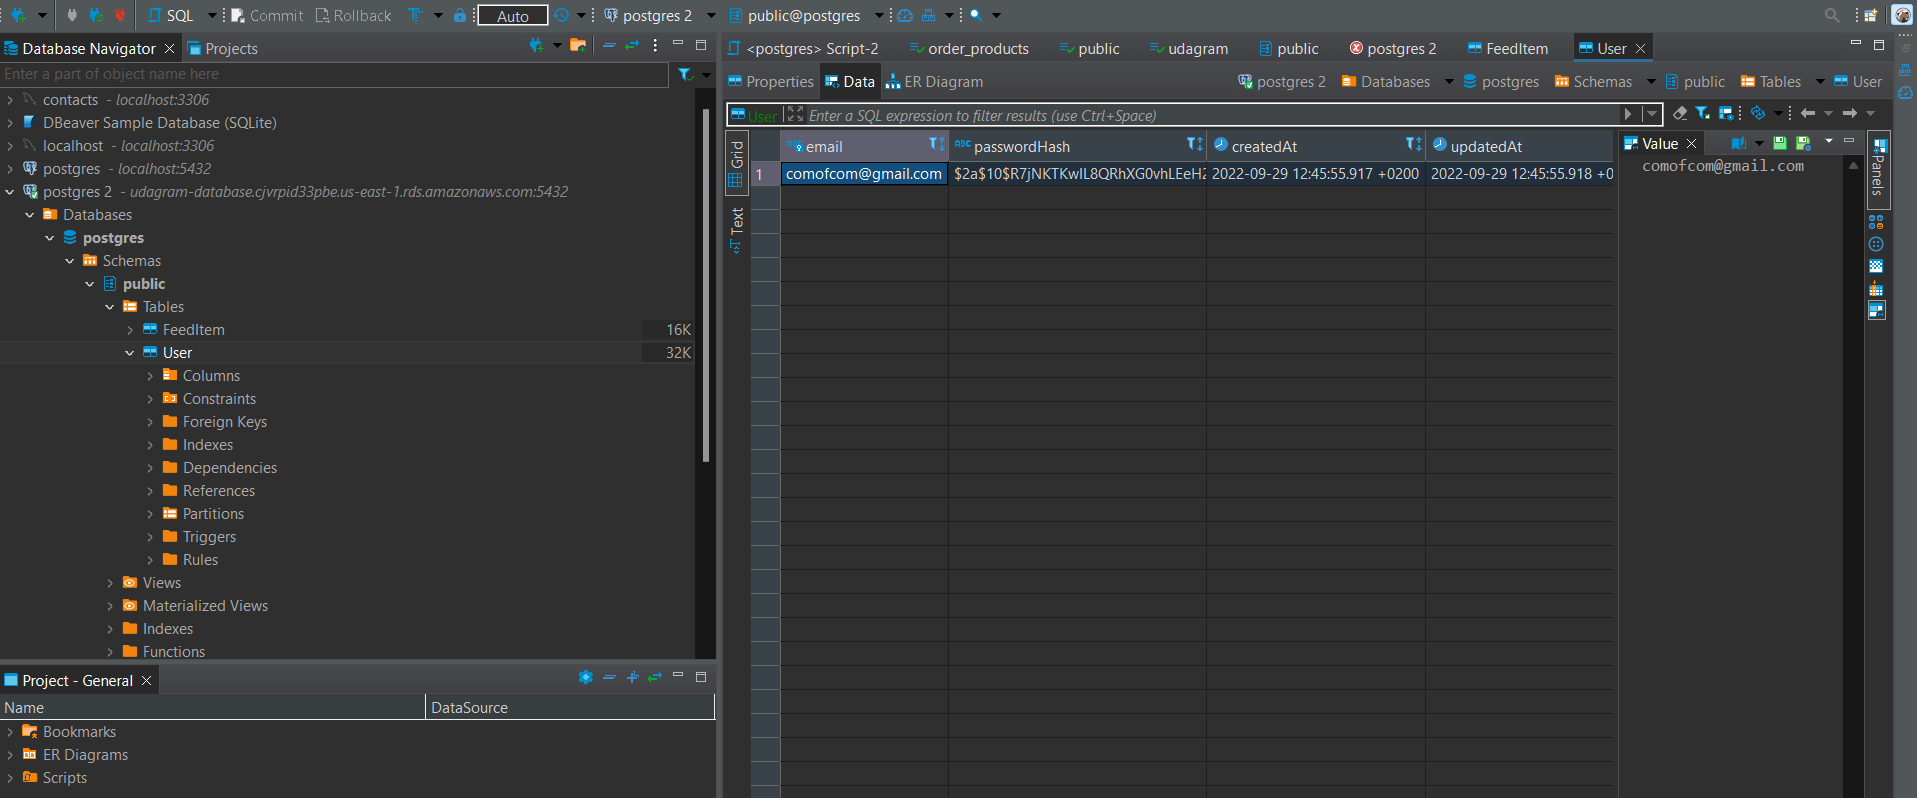 SQL Commit Rollback Auto postgres 2 public@postgres
Database Navigator Projects
Enter a part of object name here
contacts - localhost:3306
DBeaver Sample Database (SQLite)
localhost - localhost:3306
postgres - localhost:5432
postgres 2 - udagram-database.cjvrpid33pbe.us-east-1.rds.amazonaws.com:5432
Databases
postgres
Schemas
public
Tables
FeedItem 16K
User 32K
Columns
Constraints
Foreign Keys
Indexes
Dependencies
References
Partitions
Triggers
Rules
Views
Materialized Views
Indexes
Functions
Project - General
Name DataSource
Bookmarks
ER Diagrams
Scripts
<postgres> Script-2 order_products public udagram public postgres 2 FeedItem User
Properties Data ER Diagram postgres 2 Databases postgres Schemas public Tables User
User Enter a SQL expression to filter results (use Ctrl+Space)
Grid
Text
email passwordHash createdAt updatedAt
1 comofcom@gmail.com $2a$10$R7jNKTKwIL8QRhXG0vhLEeH2 2022-09-29 12:45:55.917 +0200 2022-09-29 12:45:55.918 +0
Value
comofcom@gmail.com
Panels